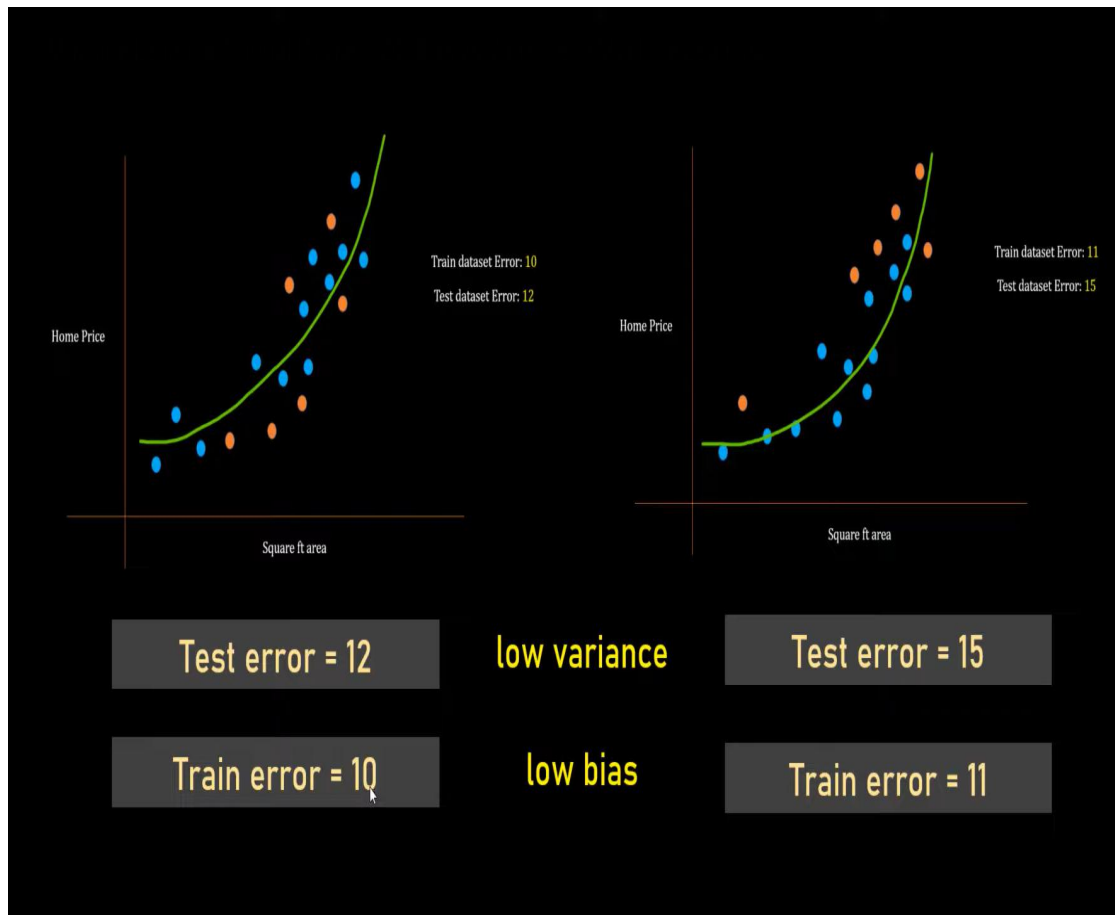 Train dataset Error: 10
Test dataset Error: 12
Home Price
Square ft area
Train dataset Error: 11
Test dataset Error: 15
Home Price
Square ft area
Test error = 12
low variance
Test error = 15
Train error = 10
low bias
Train error = 11